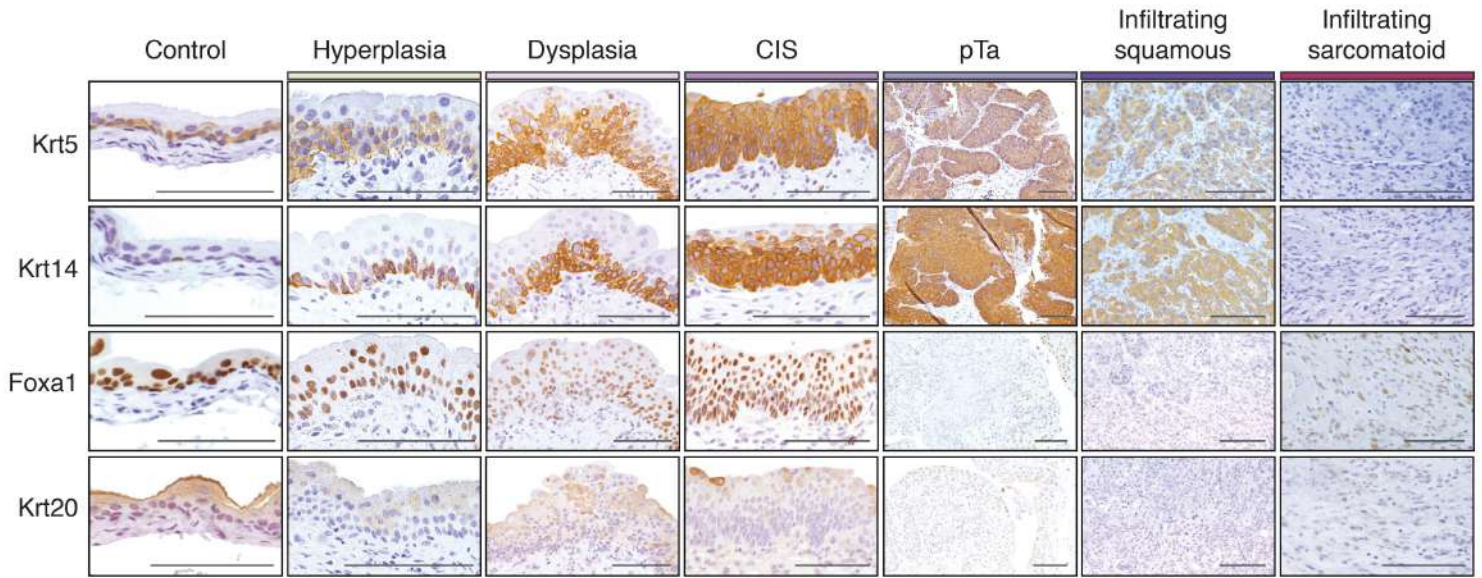 Control
Hyperplasia
Dysplasia
CIS
pTa
Infiltrating
squamous
Infiltrating
sarcomatoid
Krt5
Krt14
Foxa1
Krt20